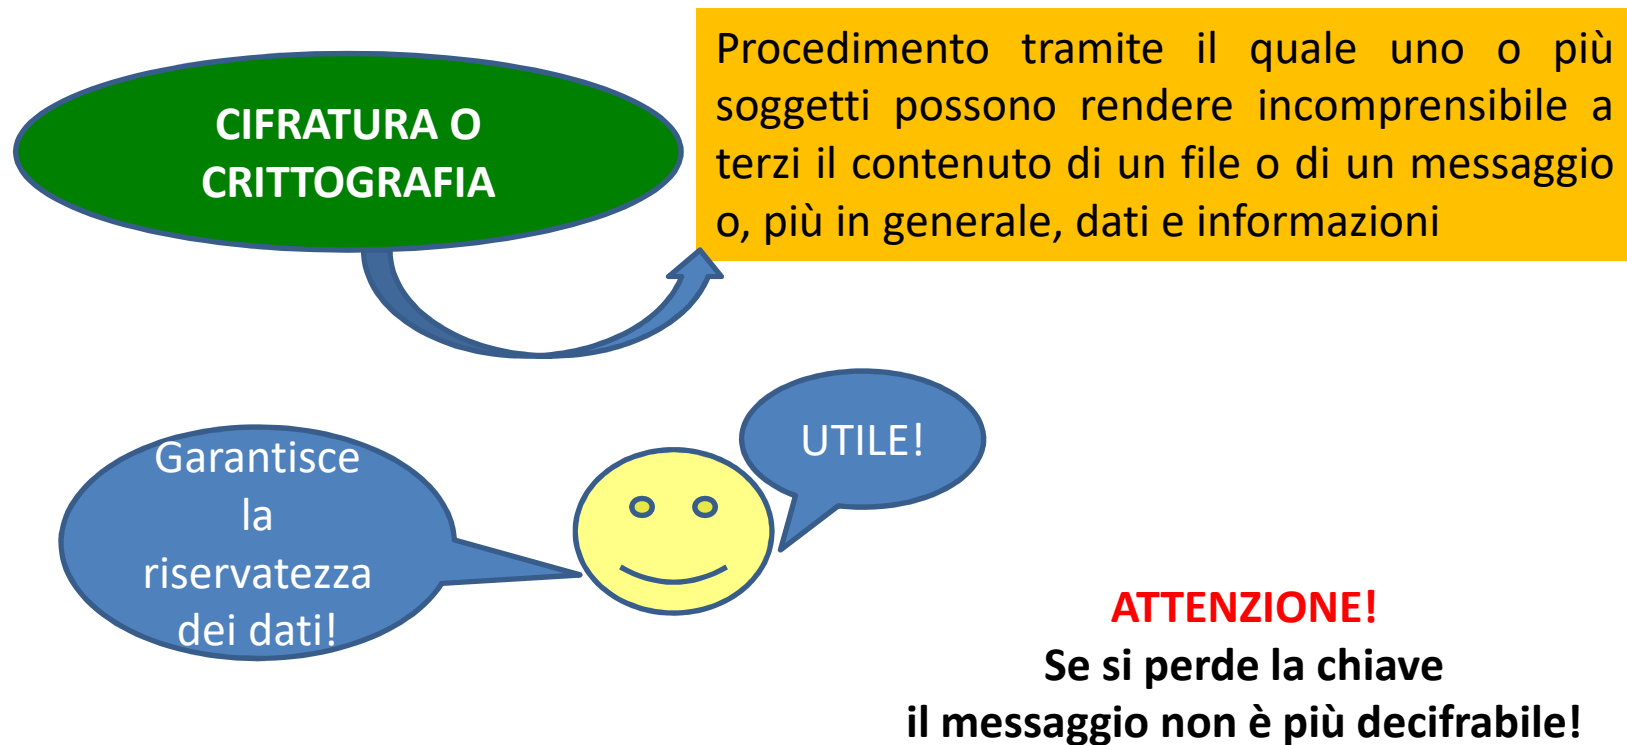 CIFRATURA O
CRITTOGRAFIA
Procedimento tramite il quale uno o più
soggetti possono rendere incomprensibile a
terzi il contenuto di un file o di un messaggio
o, più in generale, dati e informazioni
Garantisce
la
riservatezza
dei dati!
UTILE!
ATTENZIONE!
Se si perde la chiave
il messaggio non è più decifrabile!